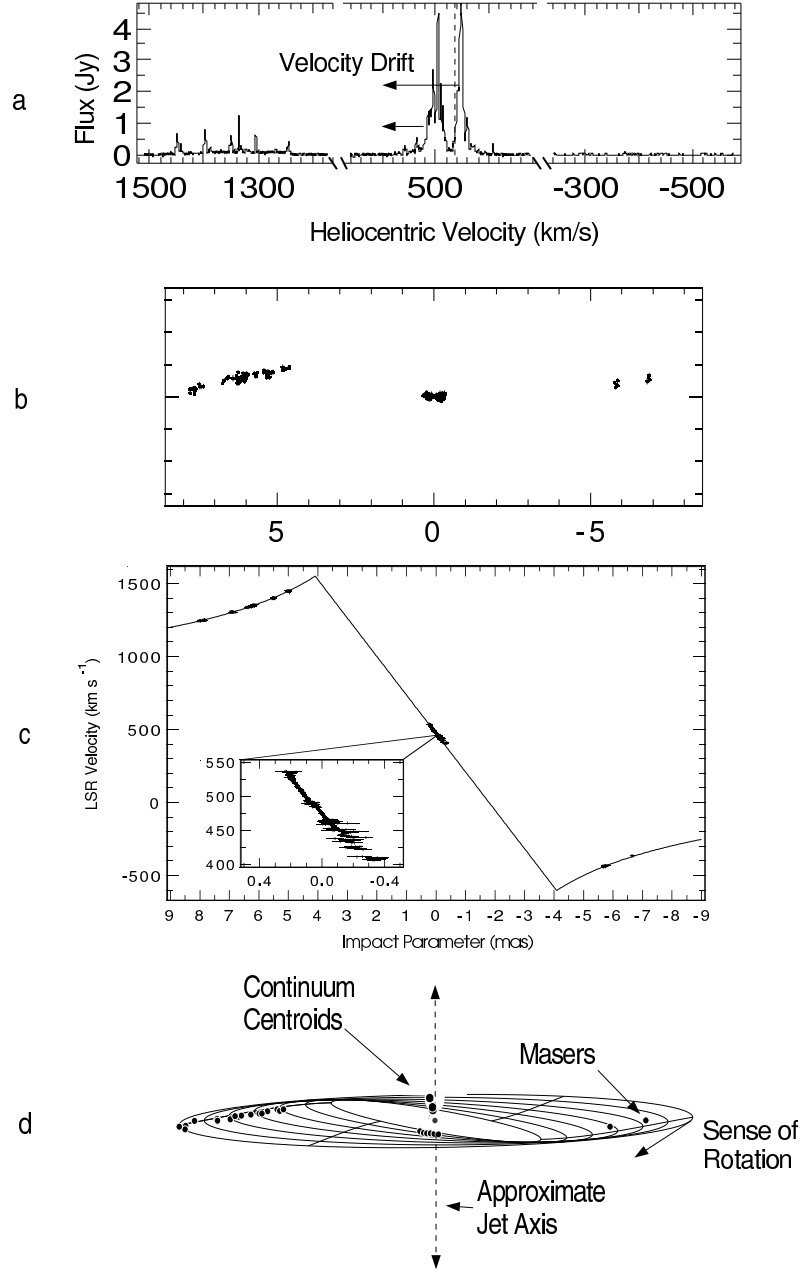 a
Flux (Jy)
4
3
2
1
0
Velocity Drift
1500 1300 500 -300 -500
Heliocentric Velocity (km/s)
b
5 0 -5
c
LSR Velocity (km s -1)
1500
1000
500
0
-500
550
500
450
400
0.4 0.0 -0.4
9 8 7 6 5 4 3 2 1 0 -1 -2 -3 -4 -5 -6 -7 -8 -9
Impact Parameter (mas)
d
Continuum
Centroids
Masers
Sense of
Rotation
Approximate
Jet Axis